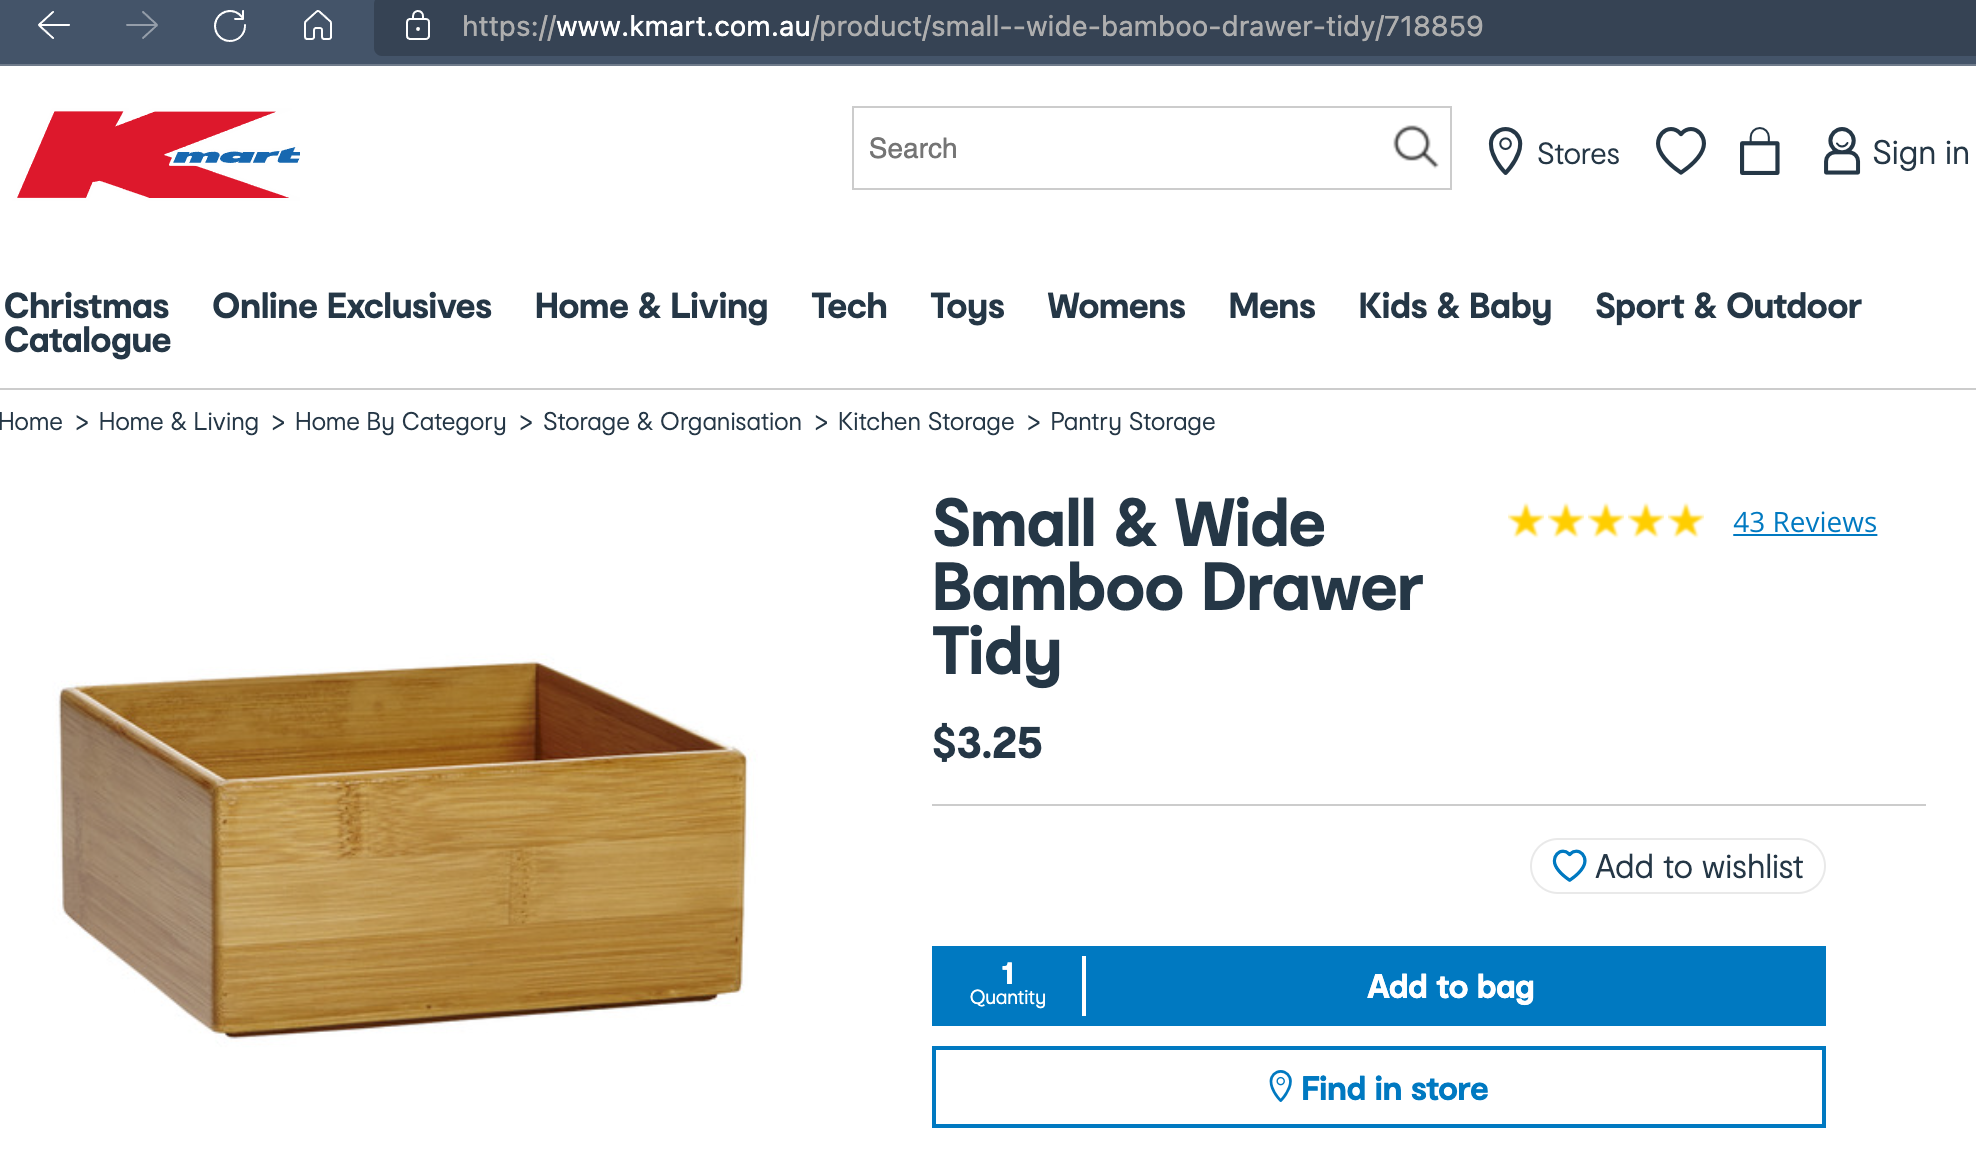 https://www.kmart.com.au/product/small--wide-bamboo-drawer-tidy/718859
Kmart
Search
Stores
Sign in
Christmas Catalogue
Online Exclusives
Home & Living
Tech
Toys
Womens
Mens
Kids & Baby
Sport & Outdoor
Home > Home & Living > Home By Category > Storage & Organisation > Kitchen Storage > Pantry Storage
Small & Wide
Bamboo Drawer
Tidy
43 Reviews
$3.25
Add to wishlist
1
Quantity
Add to bag
Find in store